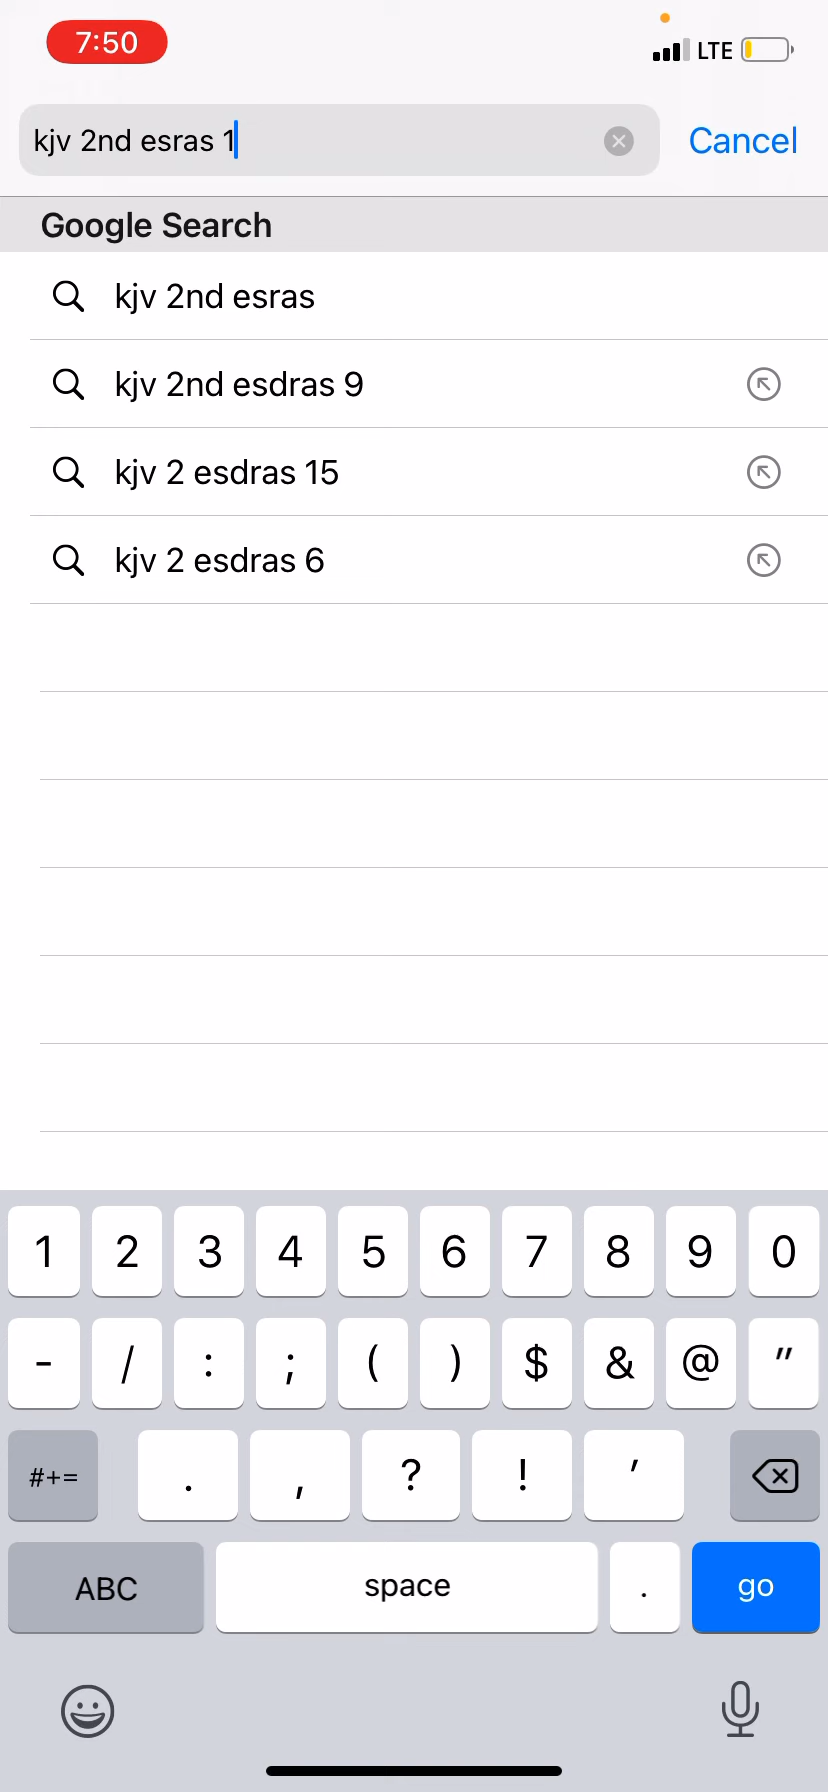 7:50
LTE
kjv 2nd esras 1
Cancel
Google Search
kjv 2nd esras
kjv 2nd esdras 9
kjv 2 esdras 15
kjv 2 esdras 6
1 2 3 4 5 6 7 8 9 0
- / : ; ( ) $ & @ "
#+= . , ? ! '
ABC space . go